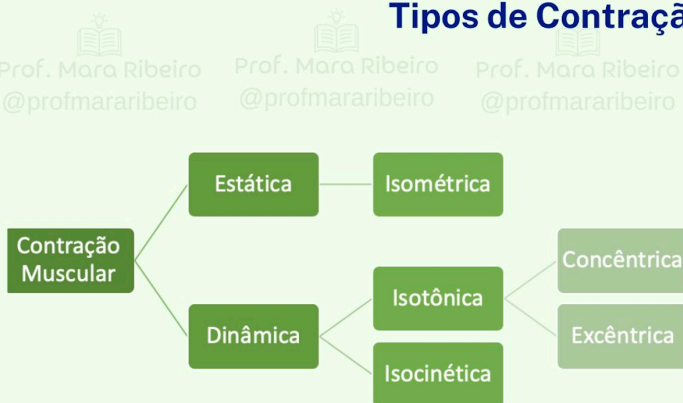 Tipos de Contraçã
Prof. Mara Ribeiro Prof. Mara Ribeiro Prof. Mara Ribeiro
@profmararibeiro @profmararibeiro @profmararibeiro
Estática
Isométrica
Contração
Muscular
Concêntrica
Isotônica
Dinâmica
Excêntrica
Isocinética